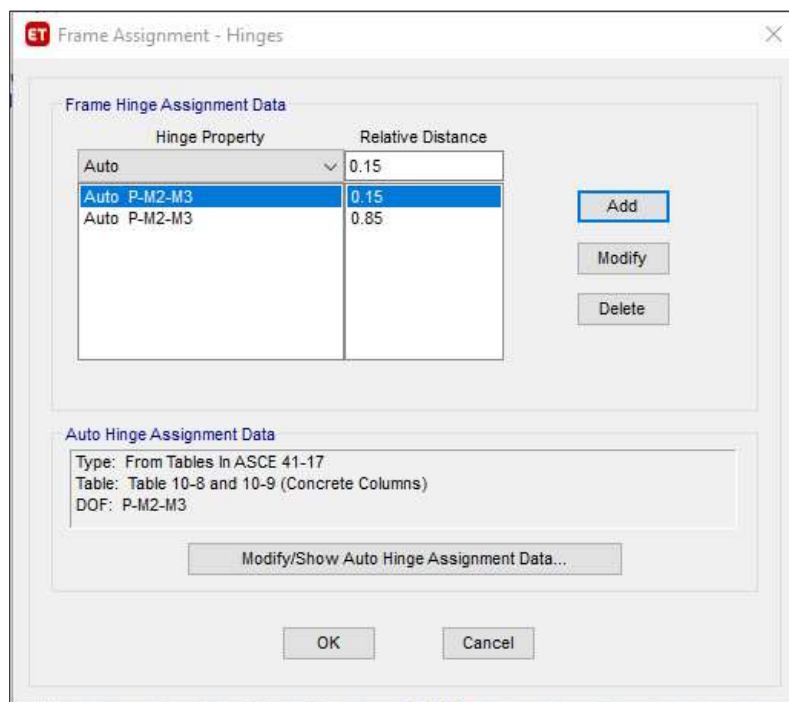 ET Frame Assignment - Hinges
Frame Hinge Assignment Data
Hinge Property Relative Distance
Auto 0.15
Auto P-M2-M3 0.15
Auto P-M2-M3 0.85
Add
Modify
Delete
Auto Hinge Assignment Data
Type: From Tables In ASCE 41-17
Table: Table 10-8 and 10-9 (Concrete Columns)
DOF: P-M2-M3
Modify/Show Auto Hinge Assignment Data...
OK Cancel